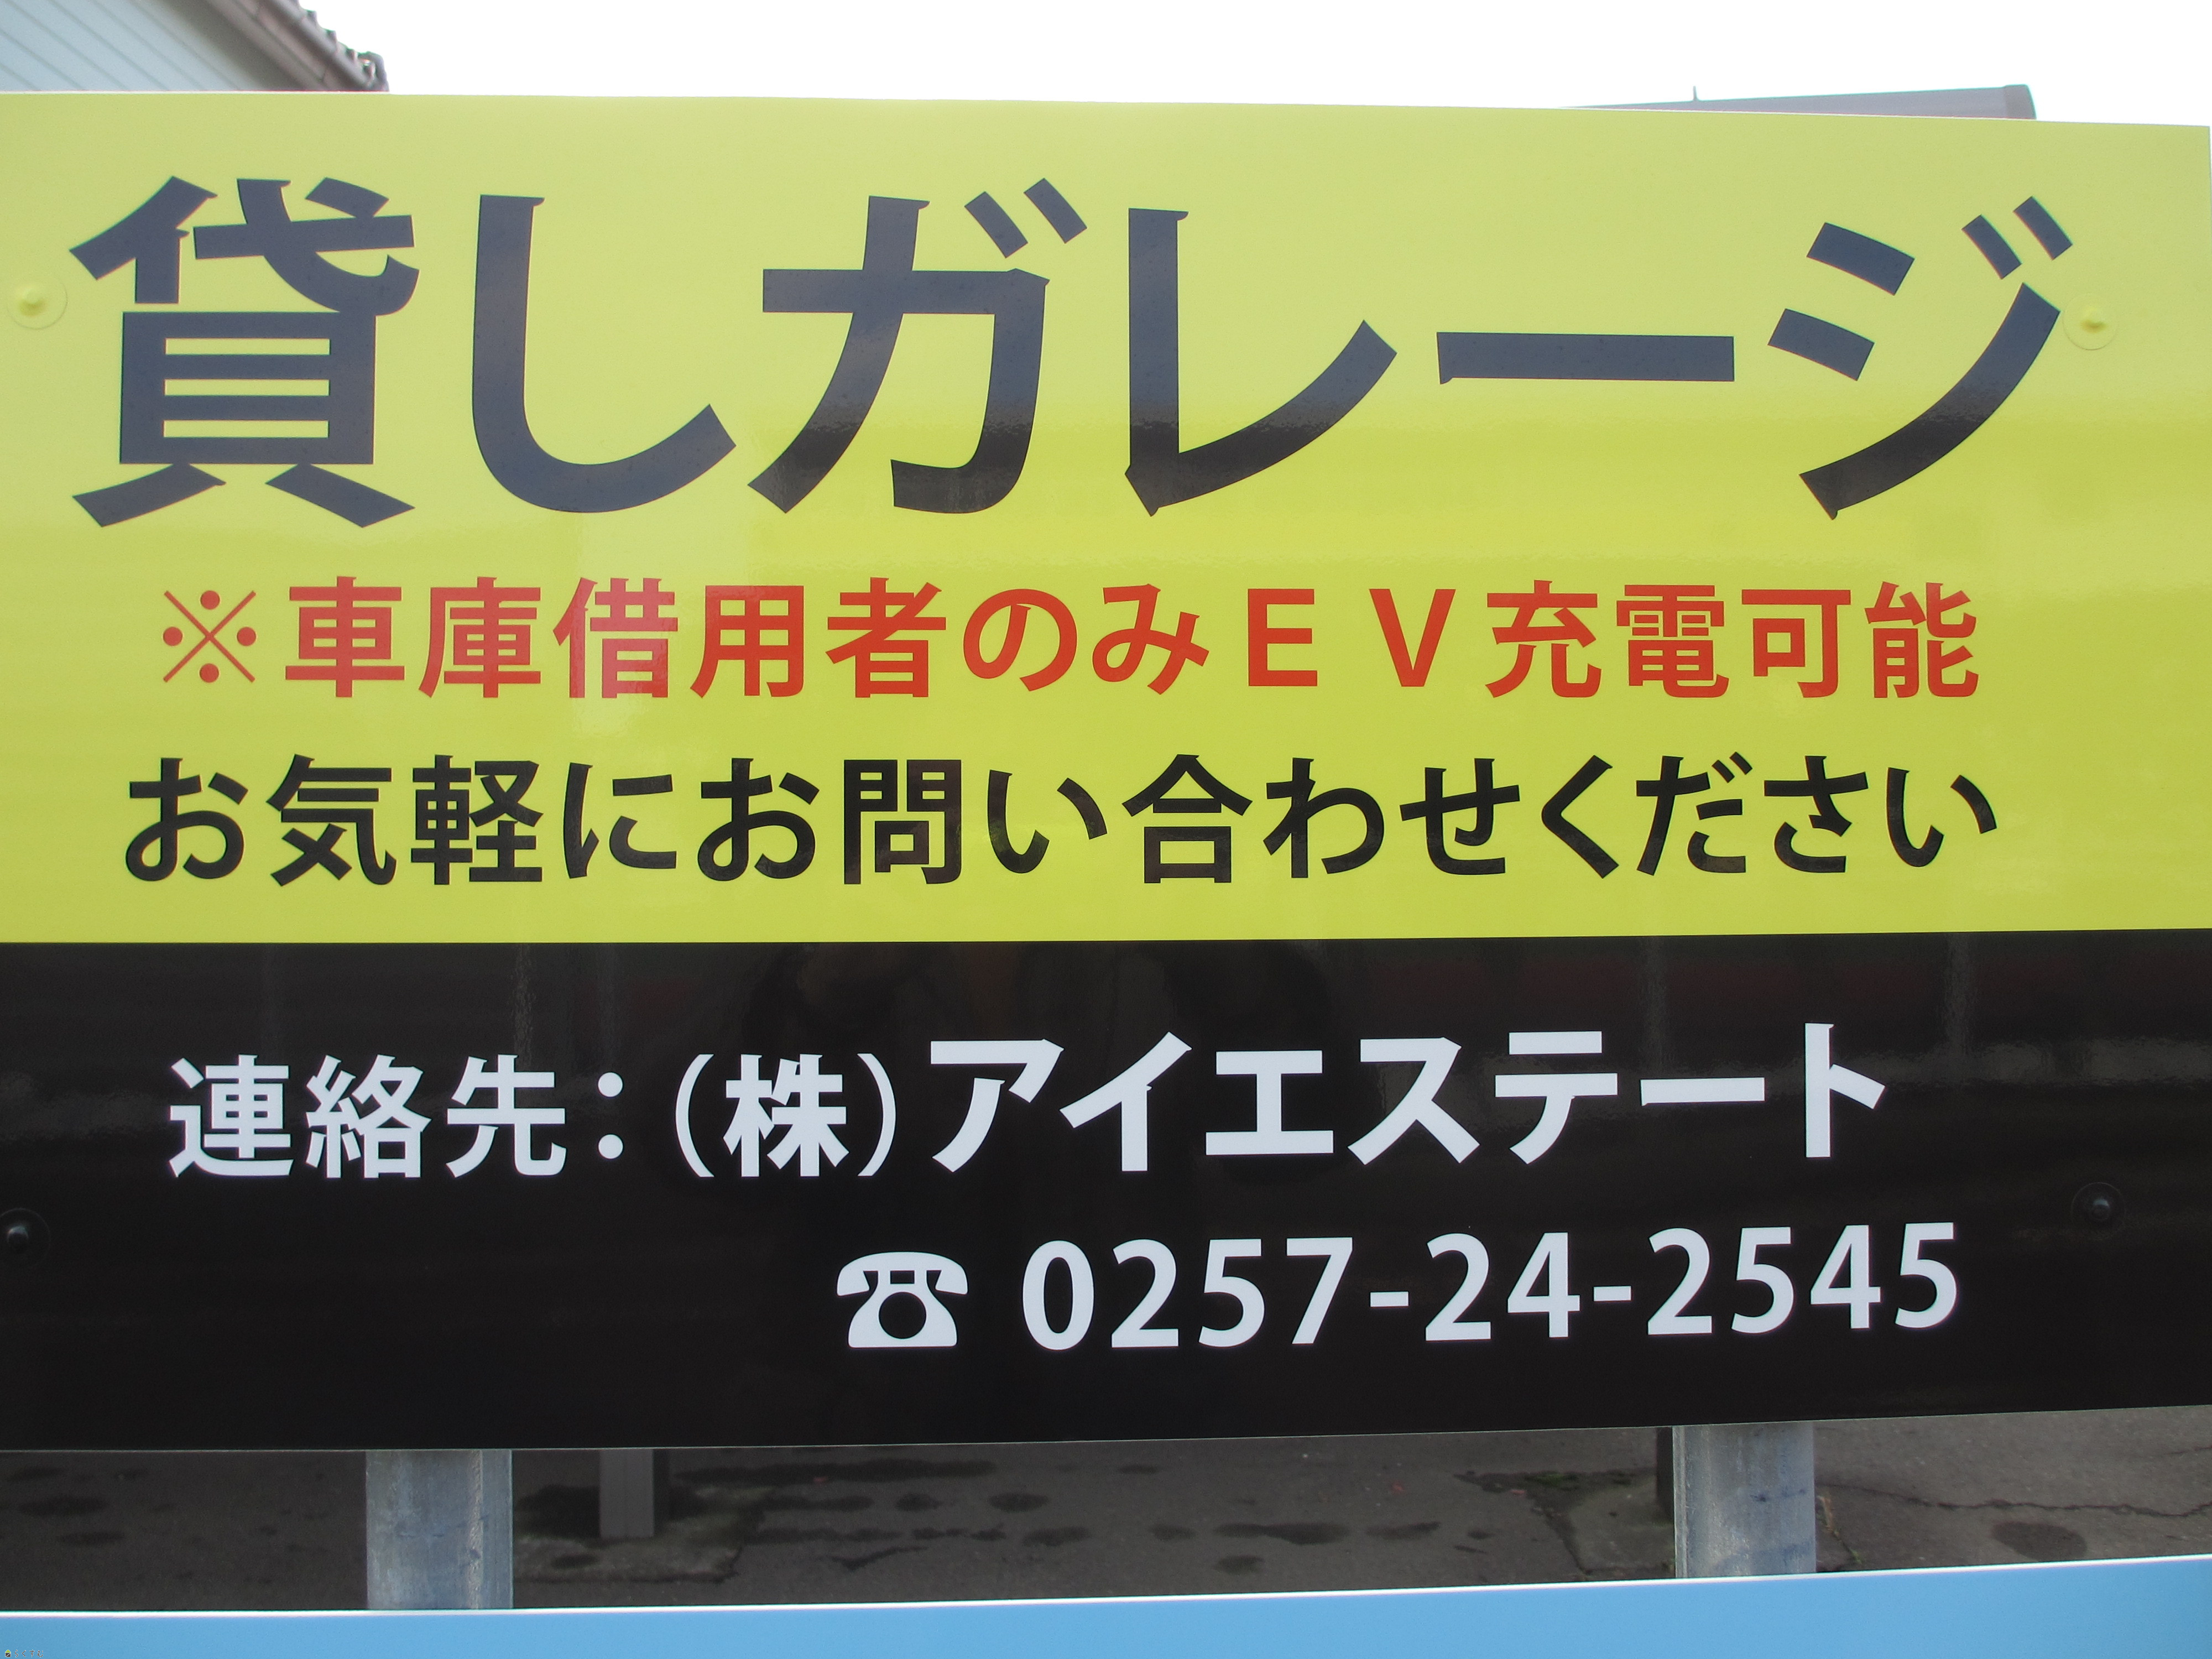 貸しガレージ
※車庫借用者のみＥＶ充電可能
お気軽にお問い合わせください
連絡先：（株）アイエステート
☎ 0257-24-2545